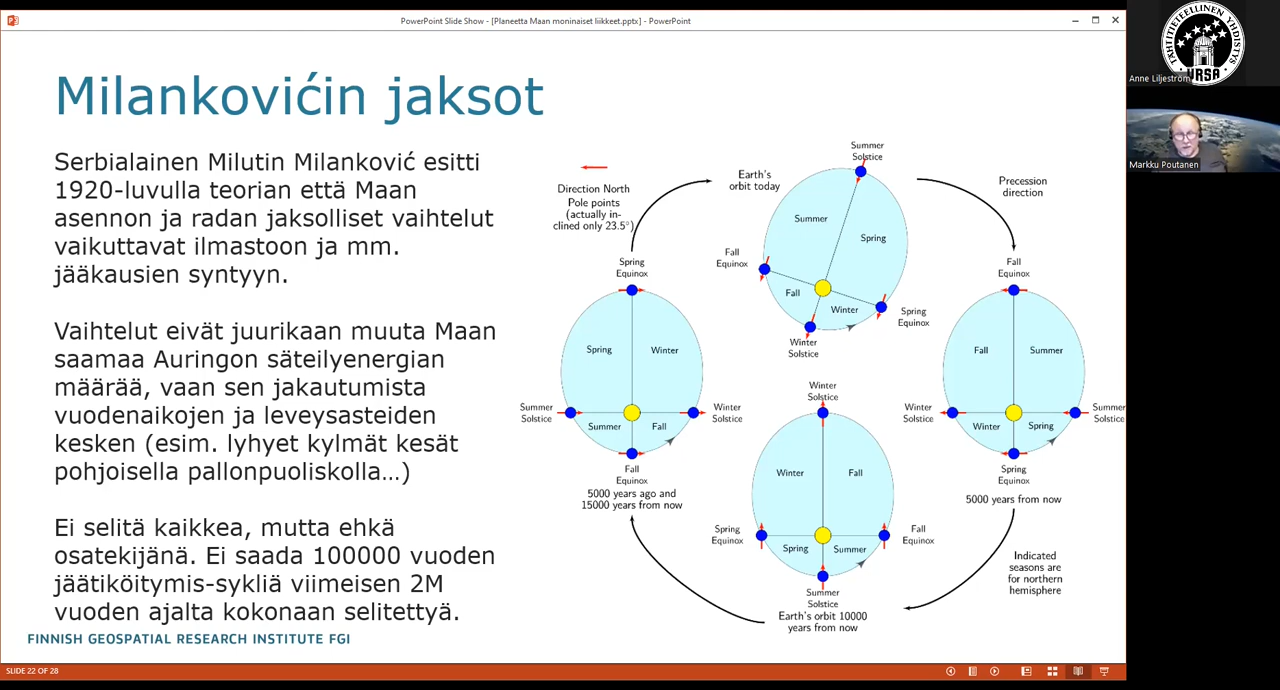 PowerPoint Slide Show - [Planeetta Maan moninaiset liikkeet.pptx] - PowerPoint
Milankovićin jaksot
Serbialainen Milutin Milanković esitti
1920-luvulla teorian että Maan
asennon ja radan jaksolliset vaihtelut
vaikuttavat ilmastoon ja mm.
jääkausien syntyyn.
Vaihtelut eivät juurikaan muuta Maan
saamaa Auringon säteilyenergian
määrää, vaan sen jakautumista
vuodenaikojen ja leveysasteiden
kesken (esim. lyhyet kylmät kesät
pohjoisella pallonpuoliskolla…)
Ei selitä kaikkea, mutta ehkä
osatekijänä. Ei saada 100000 vuoden
jäätiköitymis-sykliä viimeisen 2M
vuoden ajalta kokonaan selitettyä.
FINNISH GEOSPATIAL RESEARCH INSTITUTE FGI
Direction North
Pole points
(actually in-
clined only 23.5°)
Earth's
orbit today
Summer
Solstice
Summer
Spring
Fall
Equinox
Fall
Winter
Spring
Equinox
Winter
Solstice
Precession
direction
Spring
Equinox
Spring
Winter
Summer
Solstice
Winter
Solstice
Summer
Fall
Fall
Equinox
5000 years ago and
15000 years from now
Fall
Equinox
Fall
Summer
Winter
Solstice
Summer
Solstice
Winter
Spring
Spring
Equinox
5000 years from now
Winter
Solstice
Winter
Fall
Spring
Equinox
Fall
Equinox
Spring
Summer
Summer
Solstice
Earth's orbit 10000
years from now
Indicated
seasons are
for northern
hemisphere
SLIDE 22 OF 28
TÄHTITIETEELLINEN YHDISTYS
URSA
Anne Liljeström
Markku Poutanen